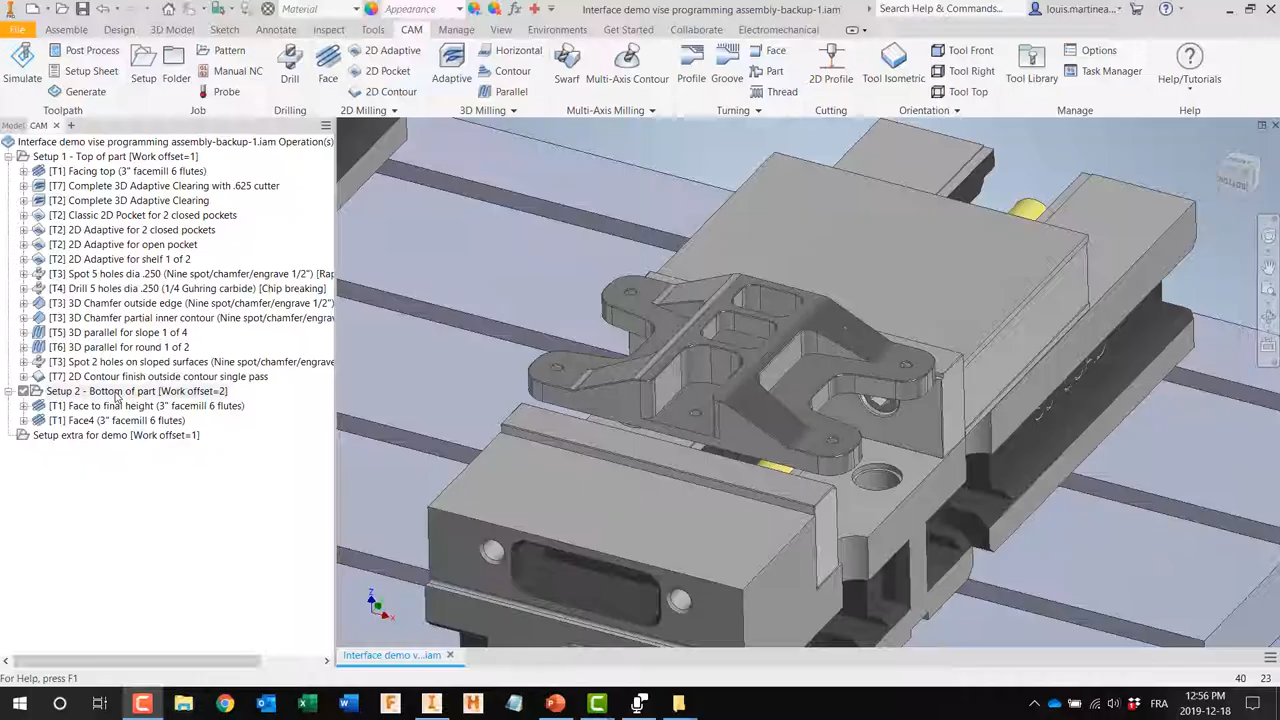 Material
Appearance
Interface demo vise programming assembly-backup-1.iam
Search Help & Commands...
louis.martinea...
File
Assemble
Design
3D Model
Sketch
Annotate
Inspect
Tools
CAM
Manage
View
Environments
Get Started
Collaborate
Electromechanical
Simulate
Post Process
Setup Sheet
Generate
Toolpath
Setup
Folder
Pattern
Manual NC
Probe
Job
Drill
Drilling
Face
2D Adaptive
2D Pocket
2D Contour
2D Milling
Adaptive
Horizontal
Contour
Parallel
3D Milling
Swarf
Multi-Axis Contour
Multi-Axis Milling
Profile
Groove
Face
Part
Thread
Turning
2D Profile
Cutting
Tool Isometric
Tool Front
Tool Right
Tool Top
Orientation
Tool Library
Options
Task Manager
Manage
Help/Tutorials
Help
Model
CAM
Interface demo vise programming assembly-backup-1.iam Operation(s)
Setup 1 - Top of part [Work offset=1]
[T1] Facing top (3" facemill 6 flutes)
[T7] Complete 3D Adaptive Clearing with .625 cutter
[T2] Complete 3D Adaptive Clearing
[T2] Classic 2D Pocket for 2 closed pockets
[T2] 2D Adaptive for 2 closed pockets
[T2] 2D Adaptive for open pocket
[T2] 2D Adaptive for shelf 1 of 2
[T3] Spot 5 holes dia .250 (Nine spot/chamfer/engrave 1/2") [Rap
[T4] Drill 5 holes dia .250 (1/4 Guhring carbide) [Chip breaking]
[T3] 3D Chamfer outside edge (Nine spot/chamfer/engrave 1/2")
[T3] 3D Chamfer partial inner contour (Nine spot/chamfer/engra
[T5] 3D parallel for slope 1 of 4
[T6] 3D parallel for round 1 of 2
[T3] Spot 2 holes on sloped surfaces (Nine spot/chamfer/engrave
[T7] 2D Contour finish outside contour single pass
Setup 2 - Bottom of part [Work offset=2]
[T1] Face to final height (3" facemill 6 flutes)
[T1] Face4 (3" facemill 6 flutes)
Setup extra for demo [Work offset=1]
BOTTOM
Z
X
Interface demo v...iam
For Help, press F1
40
23
FRA
12:56 PM
2019-12-18